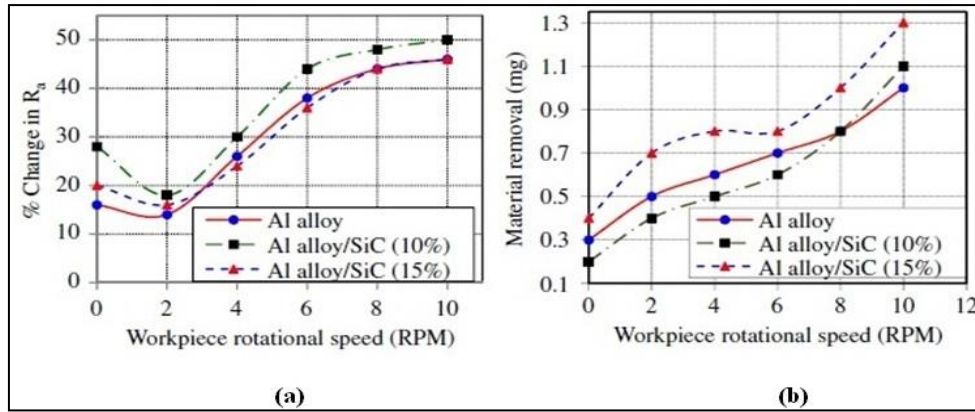 % Change in Ra
50
40
30
20
10
0
Al alloy
Al alloy/SiC (10%)
Al alloy/SiC (15%)
0 2 4 6 8 10
Workpiece rotational speed (RPM)
(a)
Material removal (mg)
1.3
1.1
0.9
0.7
0.5
0.3
0.1
Al alloy
Al alloy/SiC (10%)
Al alloy/SiC (15%)
0 2 4 6 8 10 12
Workpiece rotational speed (RPM)
(b)